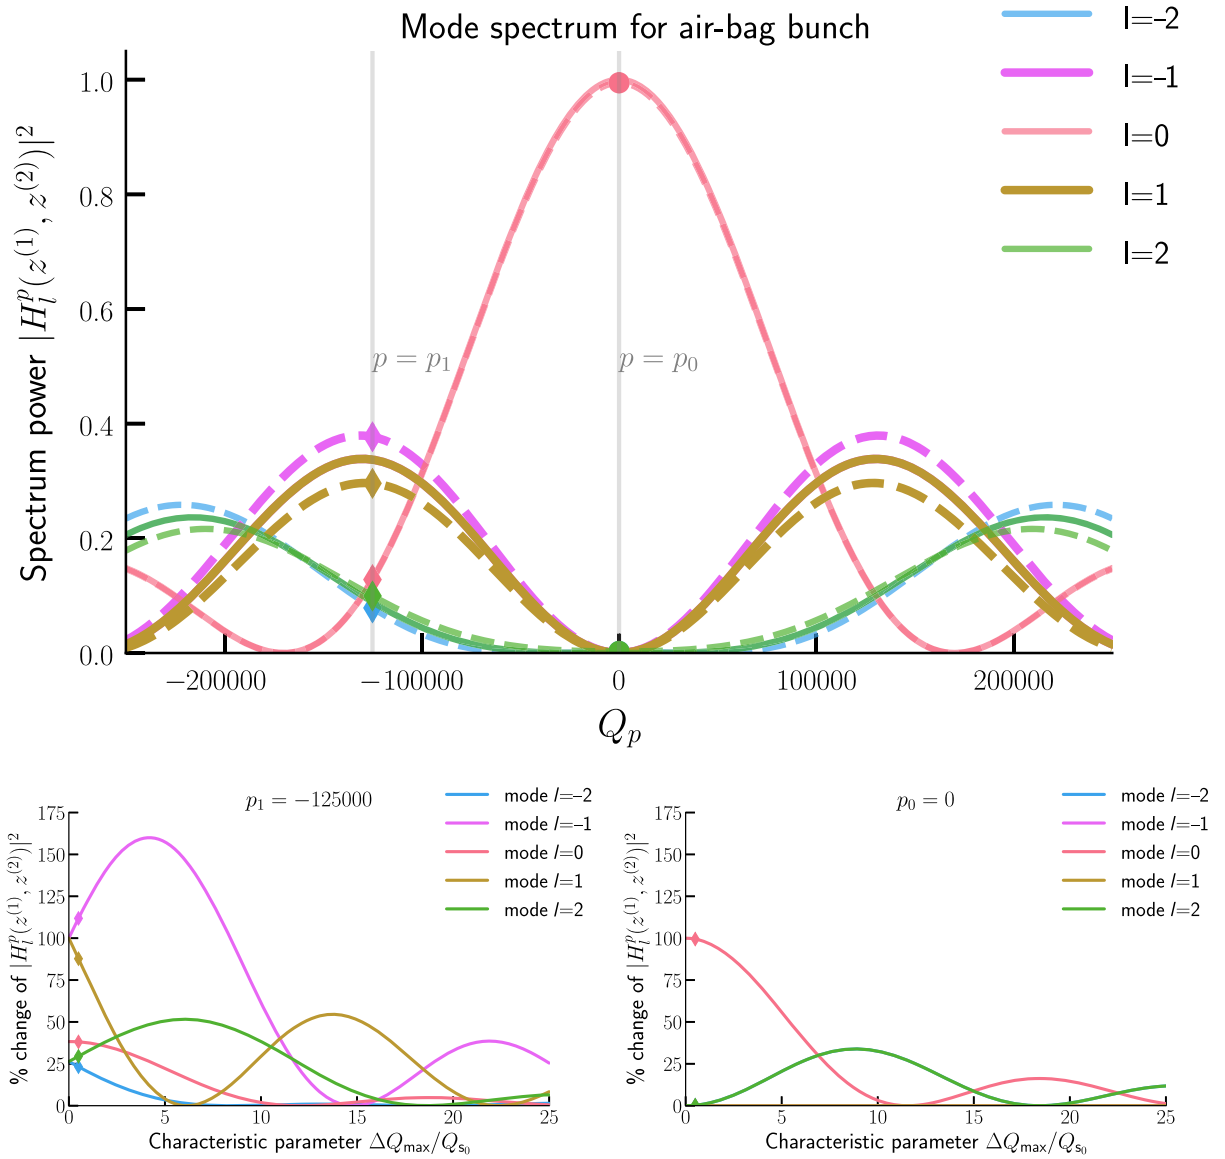 Mode spectrum for air-bag bunch
l=–2
l=–1
l=0
l=1
l=2
Spectrum power |H_l^p(z^(1), z^(2))|^2
1.0
0.8
0.6
0.4
0.2
0.0
p = p_1
p = p_0
−200000
−100000
0
100000
200000
Q_p
p_1 = −125000
mode l=–2
mode l=–1
mode l=0
mode l=1
mode l=2
% change of |H_l^p(z^(1), z^(2))|^2
175
150
125
100
75
50
25
0
0
5
10
15
20
25
Characteristic parameter ΔQ_max/Q_s_0
p_0 = 0
mode l=–2
mode l=–1
mode l=0
mode l=1
mode l=2
% change of |H_l^p(z^(1), z^(2))|^2
175
150
125
100
75
50
25
0
0
5
10
15
20
25
Characteristic parameter ΔQ_max/Q_s_0